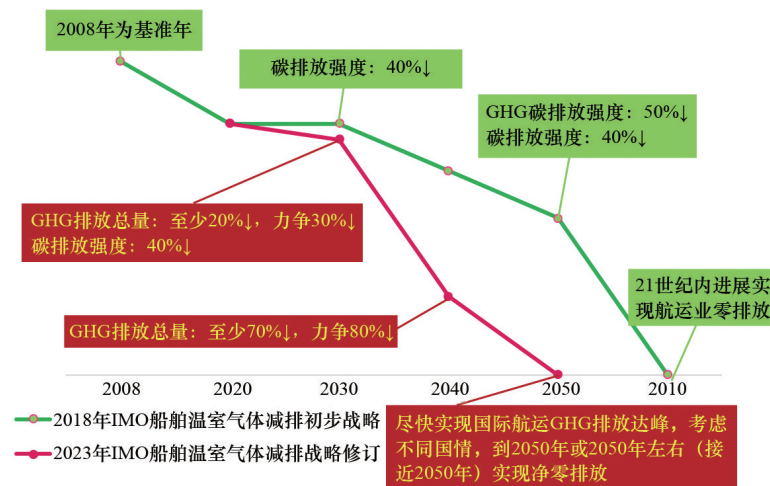 2008年为基准年
碳排放强度：40%↓
GHG碳排放强度：50%↓
碳排放强度：40%↓
GHG排放总量：至少20%↓，力争30%↓
碳排放强度：40%↓
21世纪内进展实
现航运业零排放
GHG排放总量：至少70%↓，力争80%↓
2008 2020 2030 2040 2050 2010
2018年IMO船舶温室气体减排初步战略
2023年IMO船舶温室气体减排战略修订
尽快实现国际航运GHG排放达峰，考虑
不同国情，到2050年或2050年左右（接
近2050年）实现净零排放